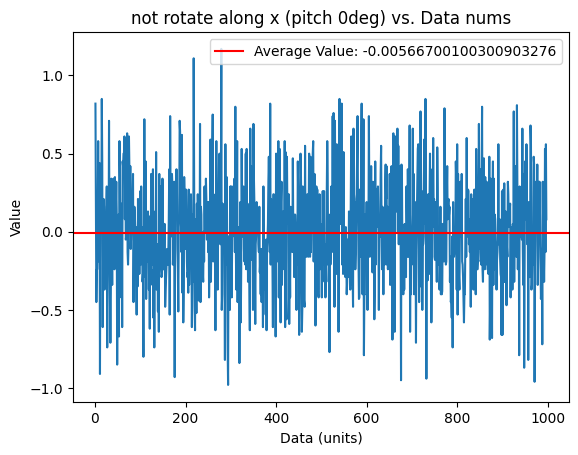 not rotate along x (pitch 0deg) vs. Data nums
Average Value: -0.00566700100300903276
1.0
0.5
0.0
−0.5
−1.0
Value
0
200
400
600
800
1000
Data (units)